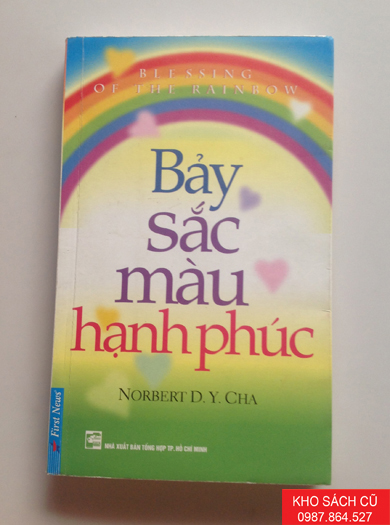 BLESSING
OF THE RAINBOW
Bảy
sắc
màu
hạnh phúc
NORBERT D. Y. CHA
First News
NHÀ XUẤT BẢN TỔNG HỢP TP. HỒ CHÍ MINH
KHO SÁCH CŨ
0987.864.527